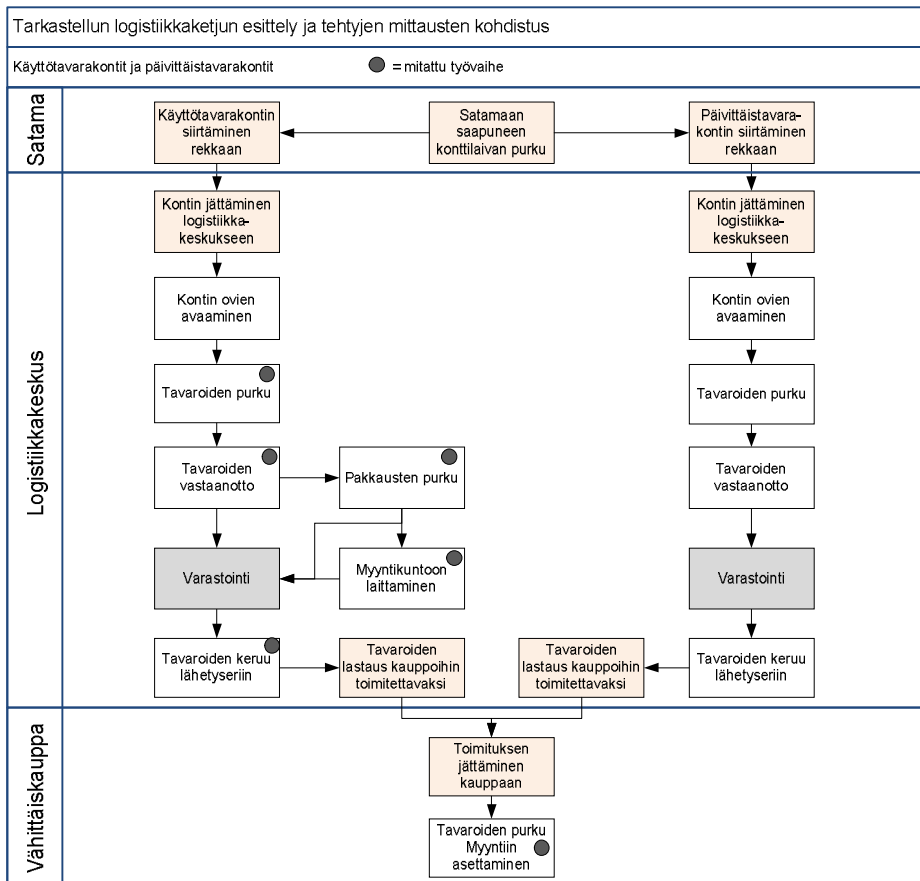 Tarkastellun logistiikkaketjun esittely ja tehtyjen mittausten kohdistus
Käyttötavarakontit ja päivittäistavarakontit
= mitattu työvaihe
Satama
Käyttötavarakontin
siirtäminen
rekkaan
Satamaan
saapuneen
konttilaivan purku
Päivittäistavara-
kontin siirtäminen
rekkaan
Logistiikkakeskus
Kontin jättäminen
logistiikka-
keskukseen
Kontin jättäminen
logistiikka-
keskukseen
Kontin ovien
avaaminen
Kontin ovien
avaaminen
Tavaroiden purku
Tavaroiden purku
Tavaroiden
vastaanotto
Pakkausten purku
Tavaroiden
vastaanotto
Varastointi
Myyntikuntoon
laittaminen
Varastointi
Tavaroiden keruu
lähetyseriin
Tavaroiden
lastaus kauppoihin
toimitettavaksi
Tavaroiden
lastaus kauppoihin
toimitettavaksi
Tavaroiden keruu
lähetyseriin
Vähittäiskauppa
Toimituksen
jättäminen
kauppaan
Tavaroiden purku
Myyntiin
asettaminen